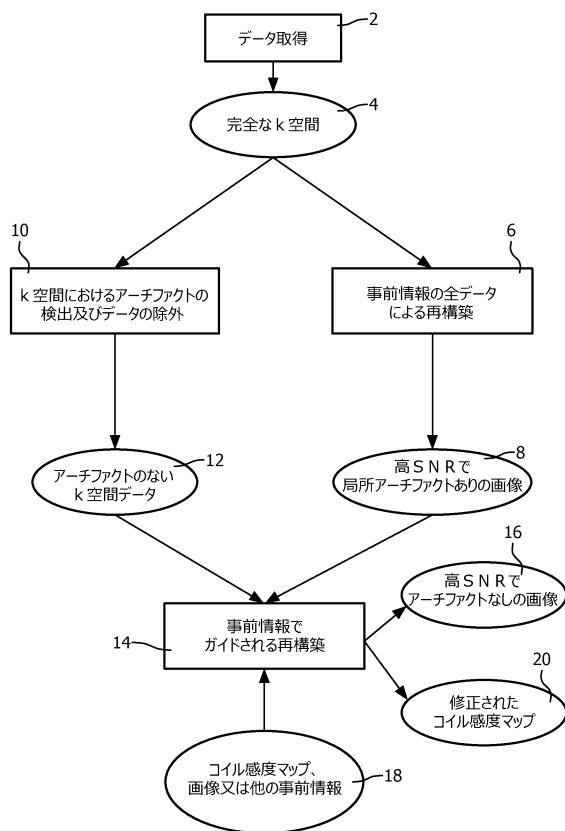 2
データ取得
4
完全なk空間
10
6
k空間におけるアーチファクトの
検出及びデータの除外
事前情報の全データ
による再構築
12
アーチファクトのない
k空間データ
8
高SNRで
局所アーチファクトありの画像
16
高SNRで
アーチファクトなしの画像
14
事前情報で
ガイドされる再構築
20
修正された
コイル感度マップ
コイル感度マップ、
画像又は他の事前情報
18